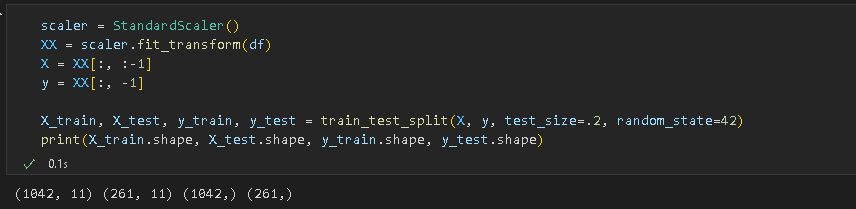 scaler = StandardScaler()
XX = scaler.fit_transform(df)
X = XX[:, :-1]
y = XX[:, -1]
X_train, X_test, y_train, y_test = train_test_split(X, y, test_size=.2, random_state=42)
print(X_train.shape, X_test.shape, y_train.shape, y_test.shape)
✓ 0.1s
(1042, 11) (261, 11) (1042,) (261,)